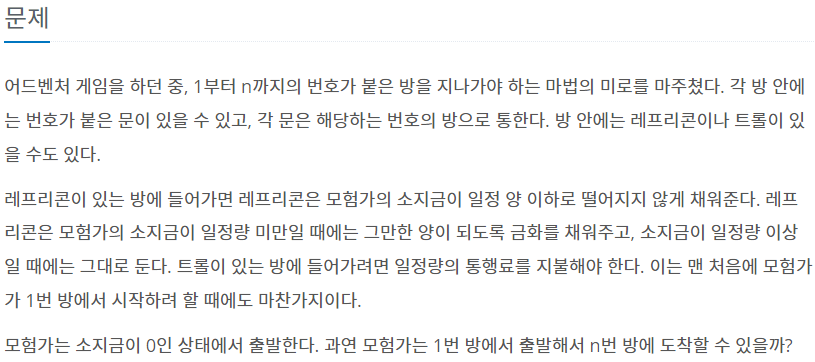 문제
어드벤처 게임을 하던 중, 1부터 n까지의 번호가 붙은 방을 지나가야 하는 마법의 미로를 마주쳤다. 각 방 안에
는 번호가 붙은 문이 있을 수 있고, 각 문은 해당하는 번호의 방으로 통한다. 방 안에는 레프리콘이나 트롤이 있
을 수도 있다.
레프리콘이 있는 방에 들어가면 레프리콘은 모험가의 소지금이 일정 양 이하로 떨어지지 않게 채워준다. 레프
리콘은 모험가의 소지금이 일정량 미만일 때에는 그만한 양이 되도록 금화를 채워주고, 소지금이 일정량 이상
일 때에는 그대로 둔다. 트롤이 있는 방에 들어가려면 일정량의 통행료를 지불해야 한다. 이는 맨 처음에 모험가
가 1번 방에서 시작하려 할 때에도 마찬가지이다.
모험가는 소지금이 0인 상태에서 출발한다. 과연 모험가는 1번 방에서 출발해서 n번 방에 도착할 수 있을까?